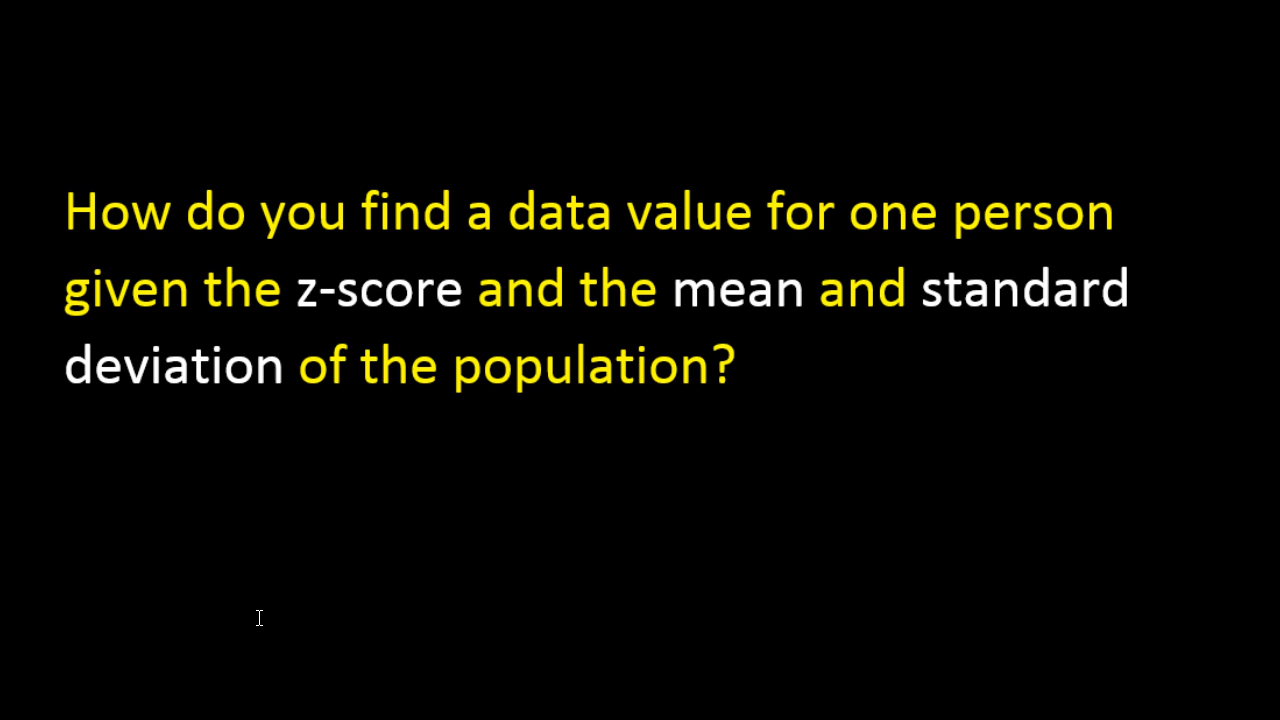 How do you find a data value for one person
given the z-score and the mean and standard
deviation of the population?